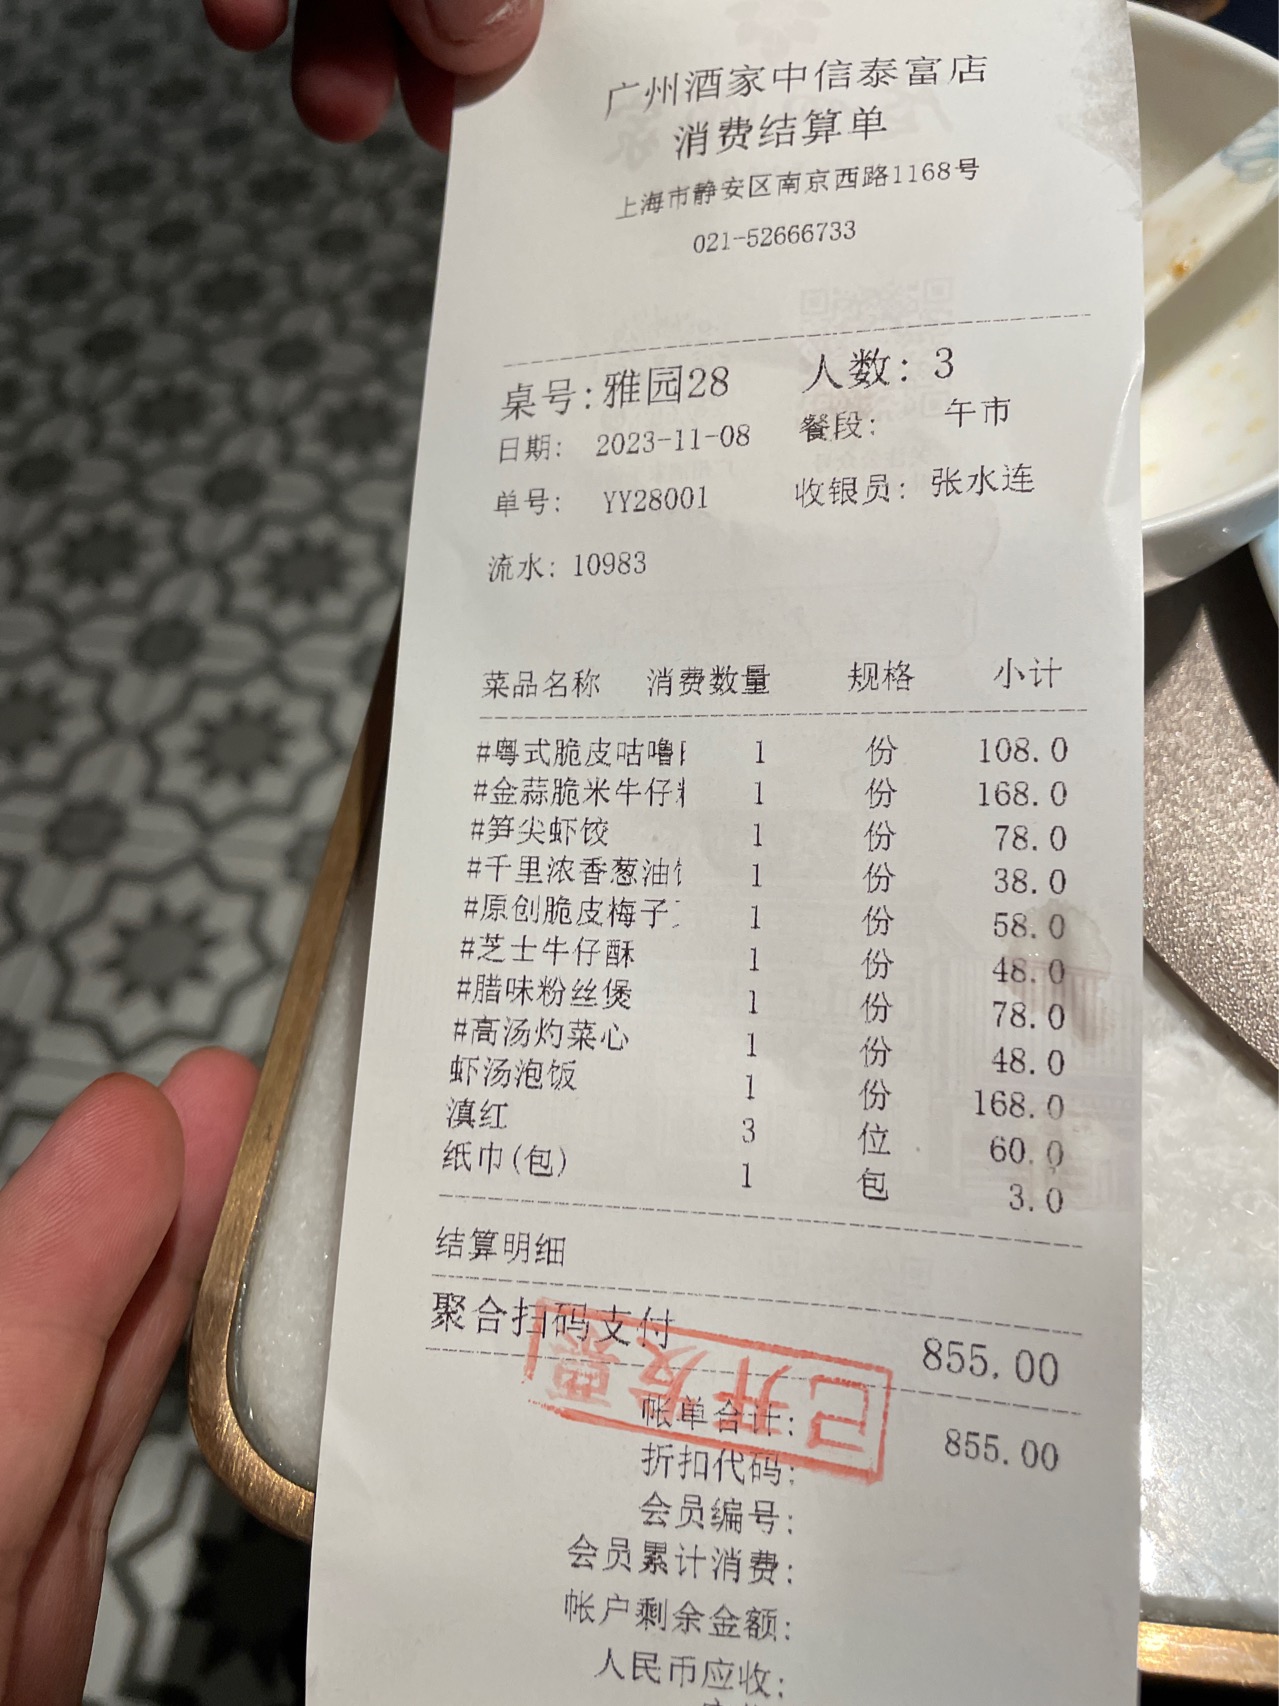 广州酒家中信泰富店
消费结算单
上海市静安区南京西路1168号
021-52666733
桌号:雅园28 人数: 3
日期: 2023-11-08 餐段: 午市
单号: YY28001 收银员: 张水连
流水: 10983
菜品名称 消费数量 规格 小计
#粤式脆皮咕噜 1 份 108.0
#金蒜脆米牛仔 1 份 168.0
#笋尖虾饺 1 份 78.0
#千里浓香葱油 1 份 38.0
#原创脆皮梅子 1 份 58.0
#芝士牛仔酥 1 份 48.0
#腊味粉丝煲 1 份 78.0
#高汤灼菜心 1 份 48.0
虾汤泡饭 1 份 168.0
滇红 3 位 60.0
纸巾(包) 1 包 3.0
结算明细
聚合扫码支付 855.00
已开发票
帐单合计: 855.00
折扣代码:
会员编号:
会员累计消费:
帐户剩余金额:
人民币应收: